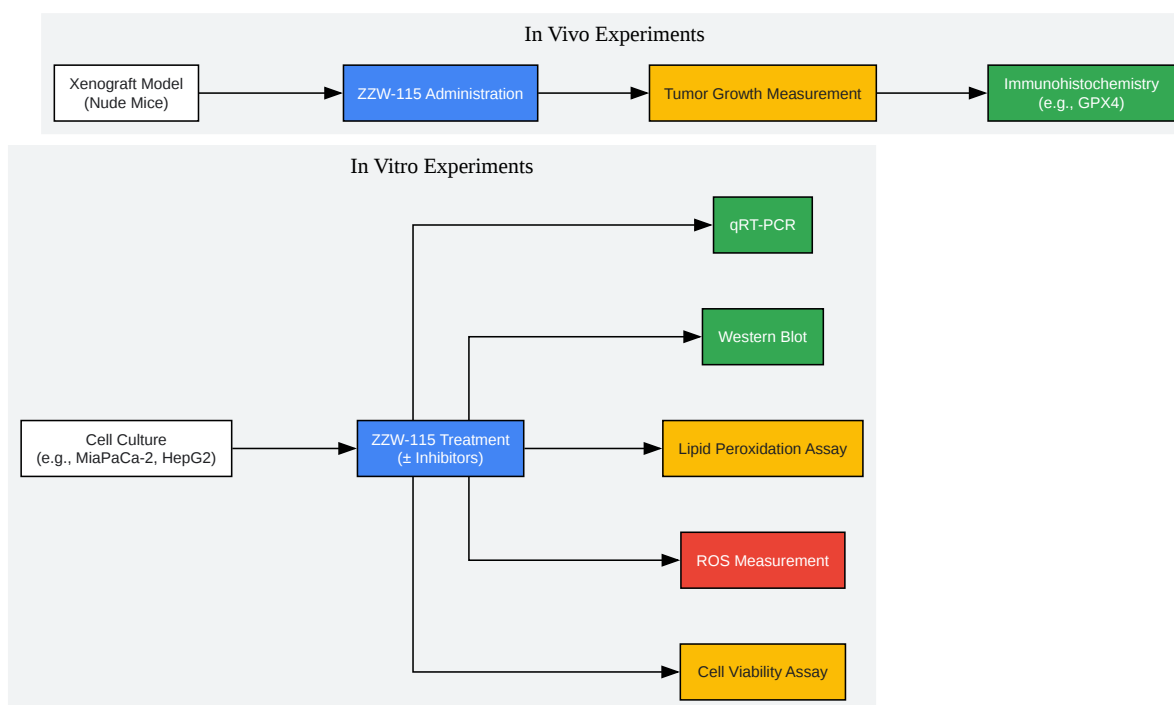 In Vivo Experiments
Xenograft Model
(Nude Mice)
ZZW-115 Administration
Tumor Growth Measurement
Immunohistochemistry
(e.g., GPX4)
In Vitro Experiments
qRT-PCR
Western Blot
Cell Culture
(e.g., MiaPaCa-2, HepG2)
ZZW-115 Treatment
(± Inhibitors)
Lipid Peroxidation Assay
ROS Measurement
Cell Viability Assay